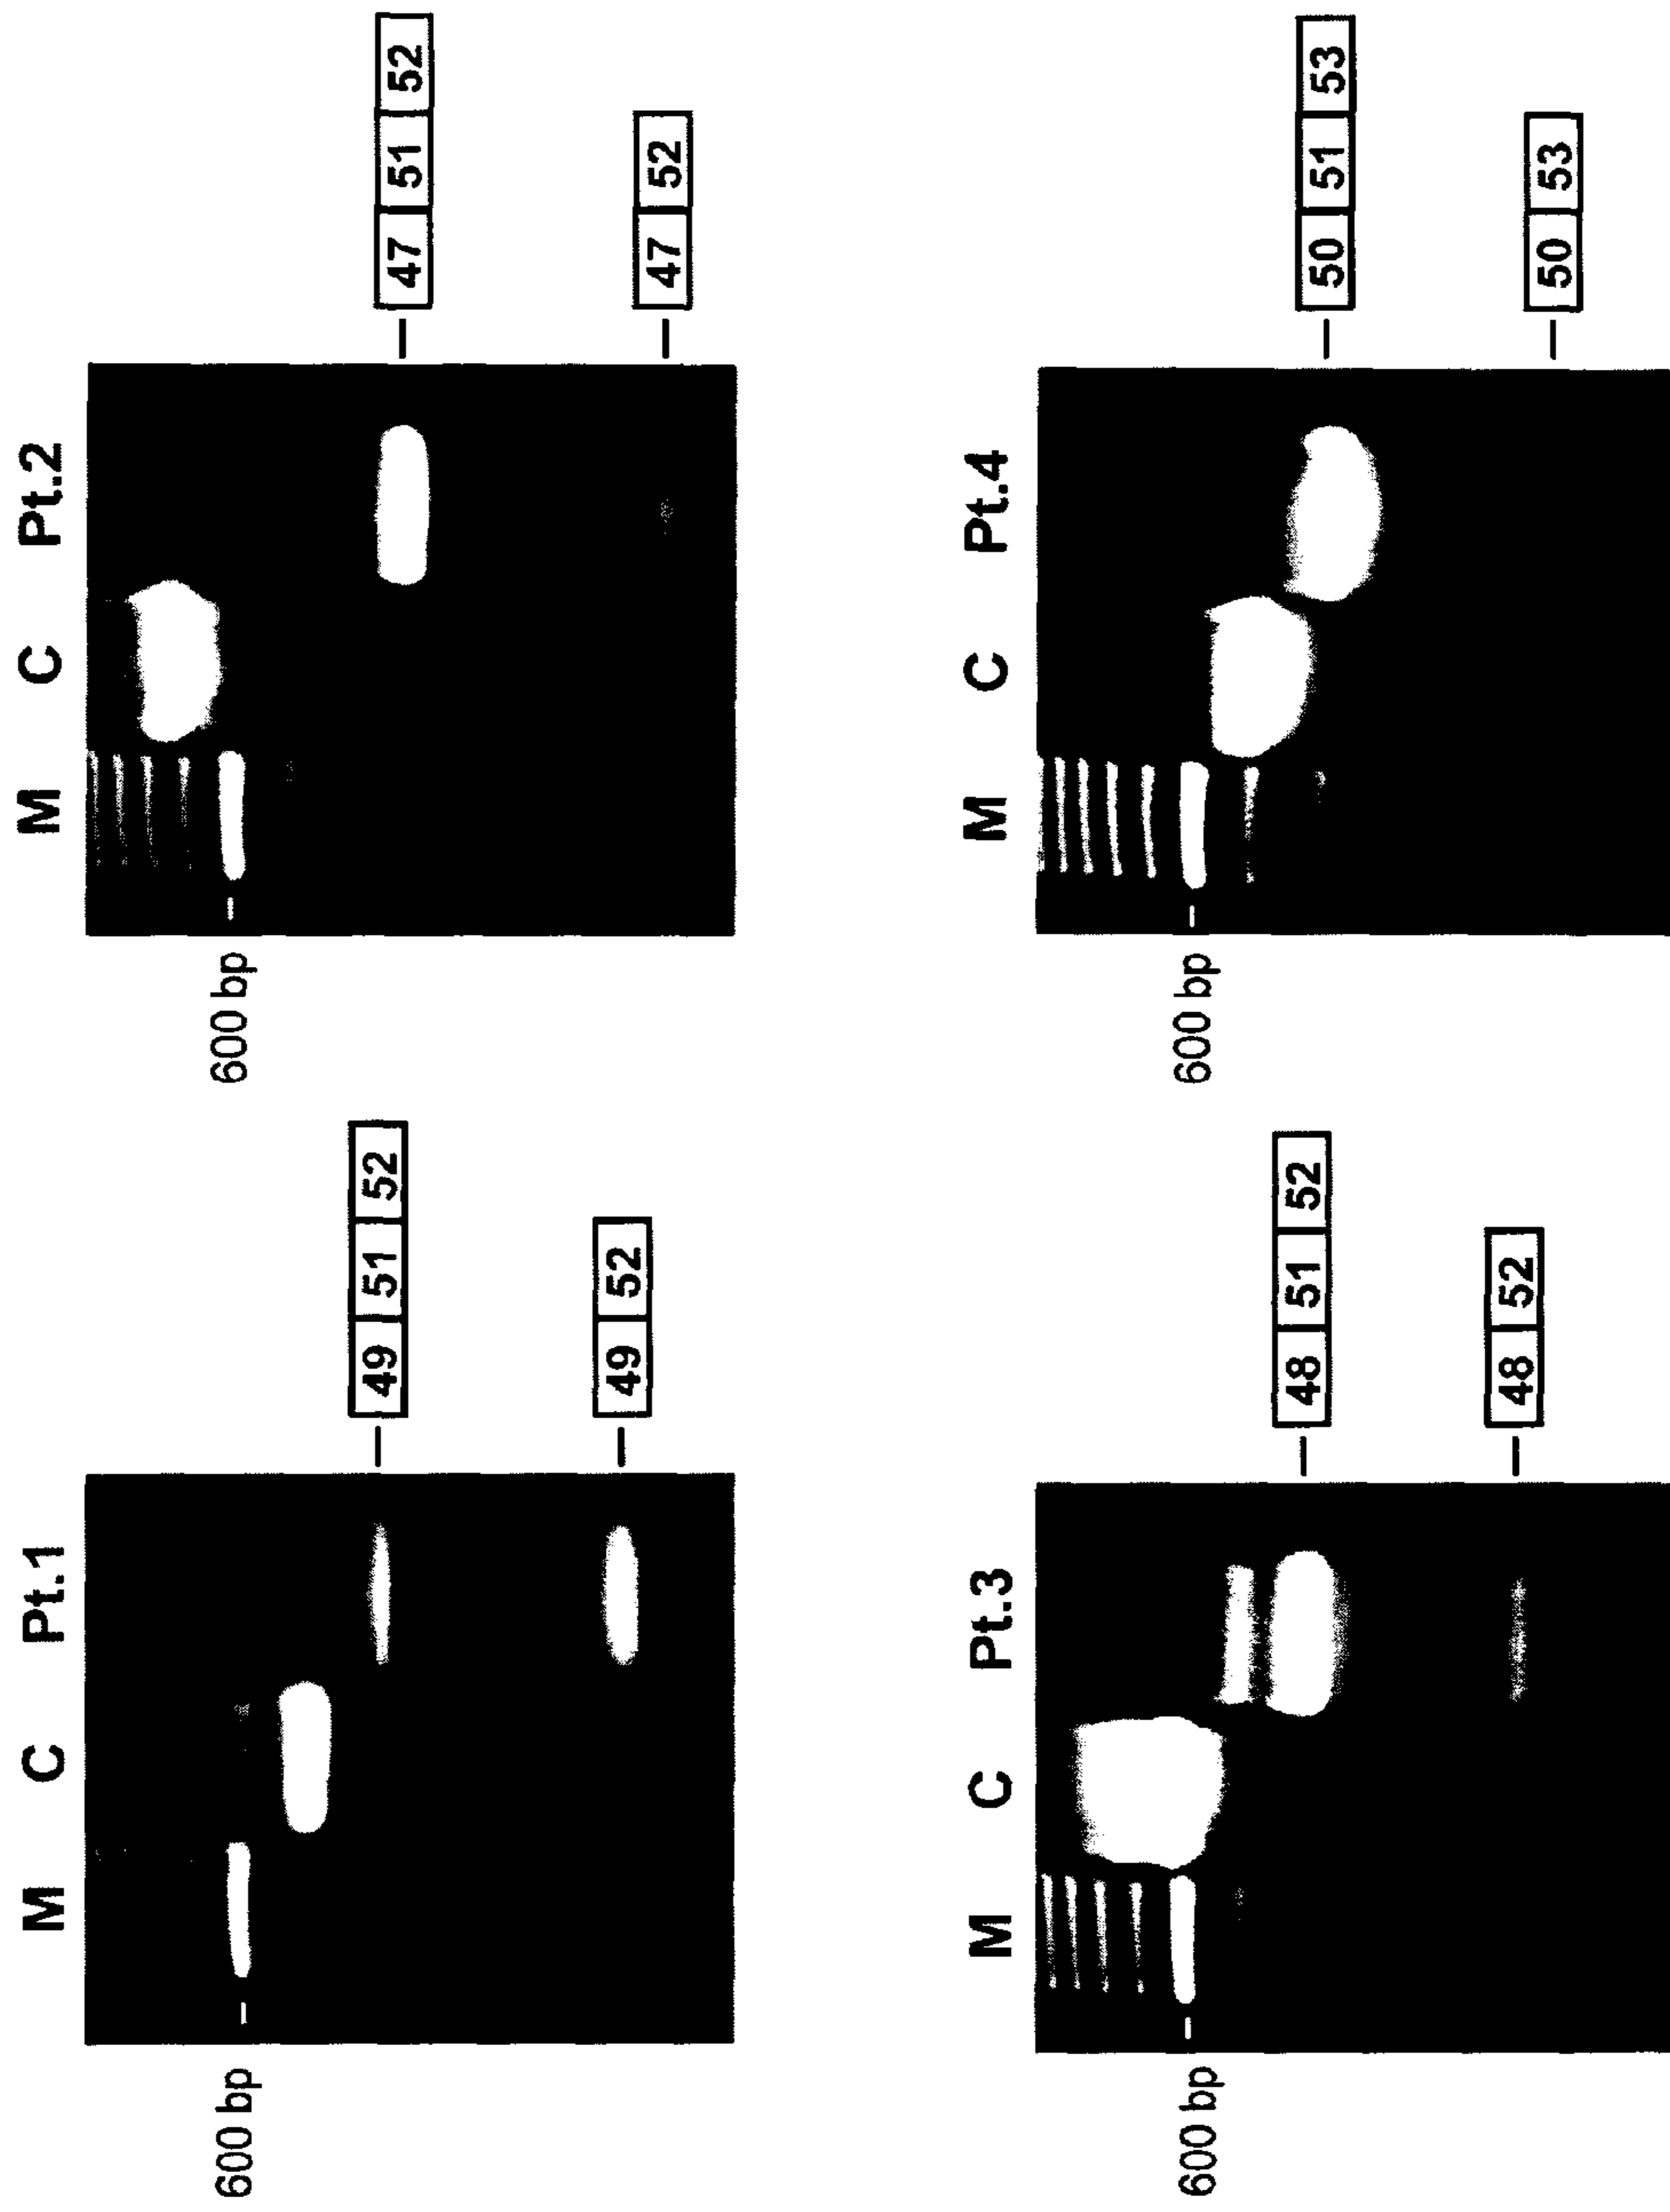 M C Pt.1
600 bp
49 51 52
49 52
M C Pt.2
600 bp
47 51 52
47 52
M C Pt.3
600 bp
48 51 52
48 52
M C Pt.4
600 bp
50 51 53
50 53